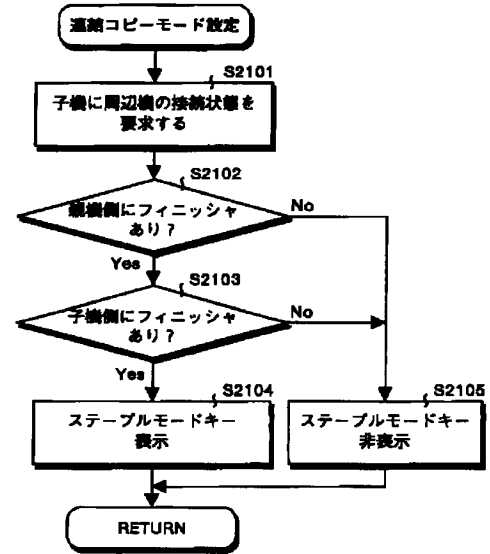 連結コピーモード設定
S2101
子機に周辺機の接続状態を
要求する
S2102
親機側にフィニッシャ
あり？
No
Yes
S2103
子機側にフィニッシャ
あり？
No
Yes
S2104
ステープルモードキー
表示
S2105
ステープルモードキー
非表示
RETURN